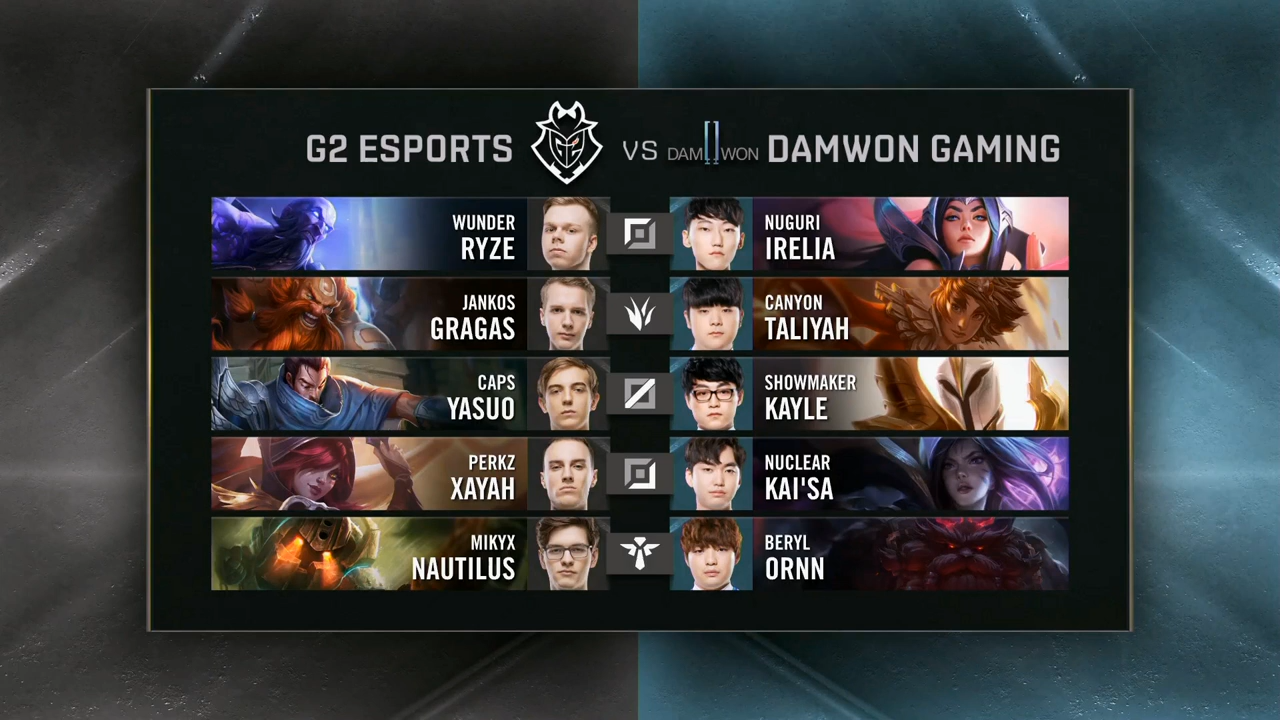 G2 ESPORTS G2 VS DAMWON DAMWON GAMING
WUNDER NUGURI
RYZE IRELIA
JANKOS CANYON
GRAGAS TALIYAH
CAPS SHOWMAKER
YASUO KAYLE
PERKZ NUCLEAR
XAYAH KAI'SA
MIKYX BERYL
NAUTILUS ORNN